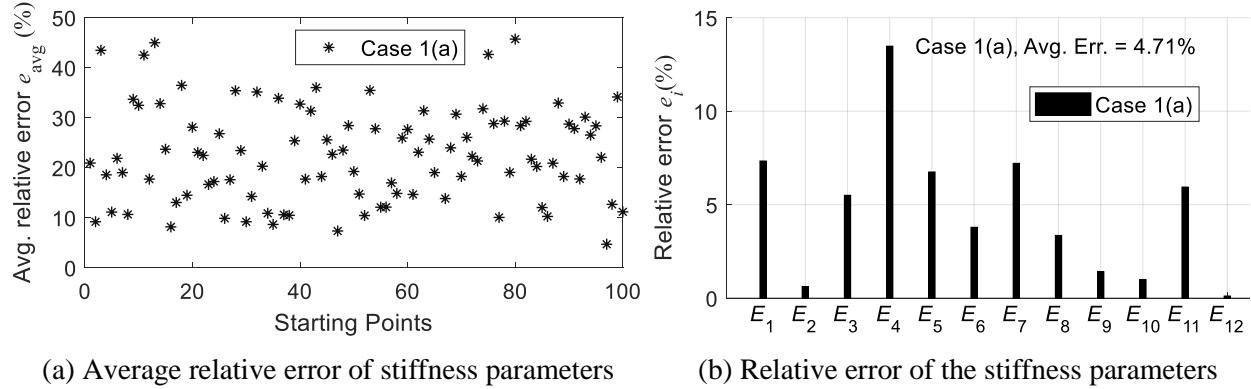 50
40
30
20
10
0
Avg. relative error e_avg (%)
Case 1(a)
0 20 40 60 80 100
Starting Points
(a) Average relative error of stiffness parameters
15
10
5
0
Relative error e_i(%)
Case 1(a), Avg. Err. = 4.71%
Case 1(a)
E_1 E_2 E_3 E_4 E_5 E_6 E_7 E_8 E_9 E_10 E_11 E_12
(b) Relative error of the stiffness parameters